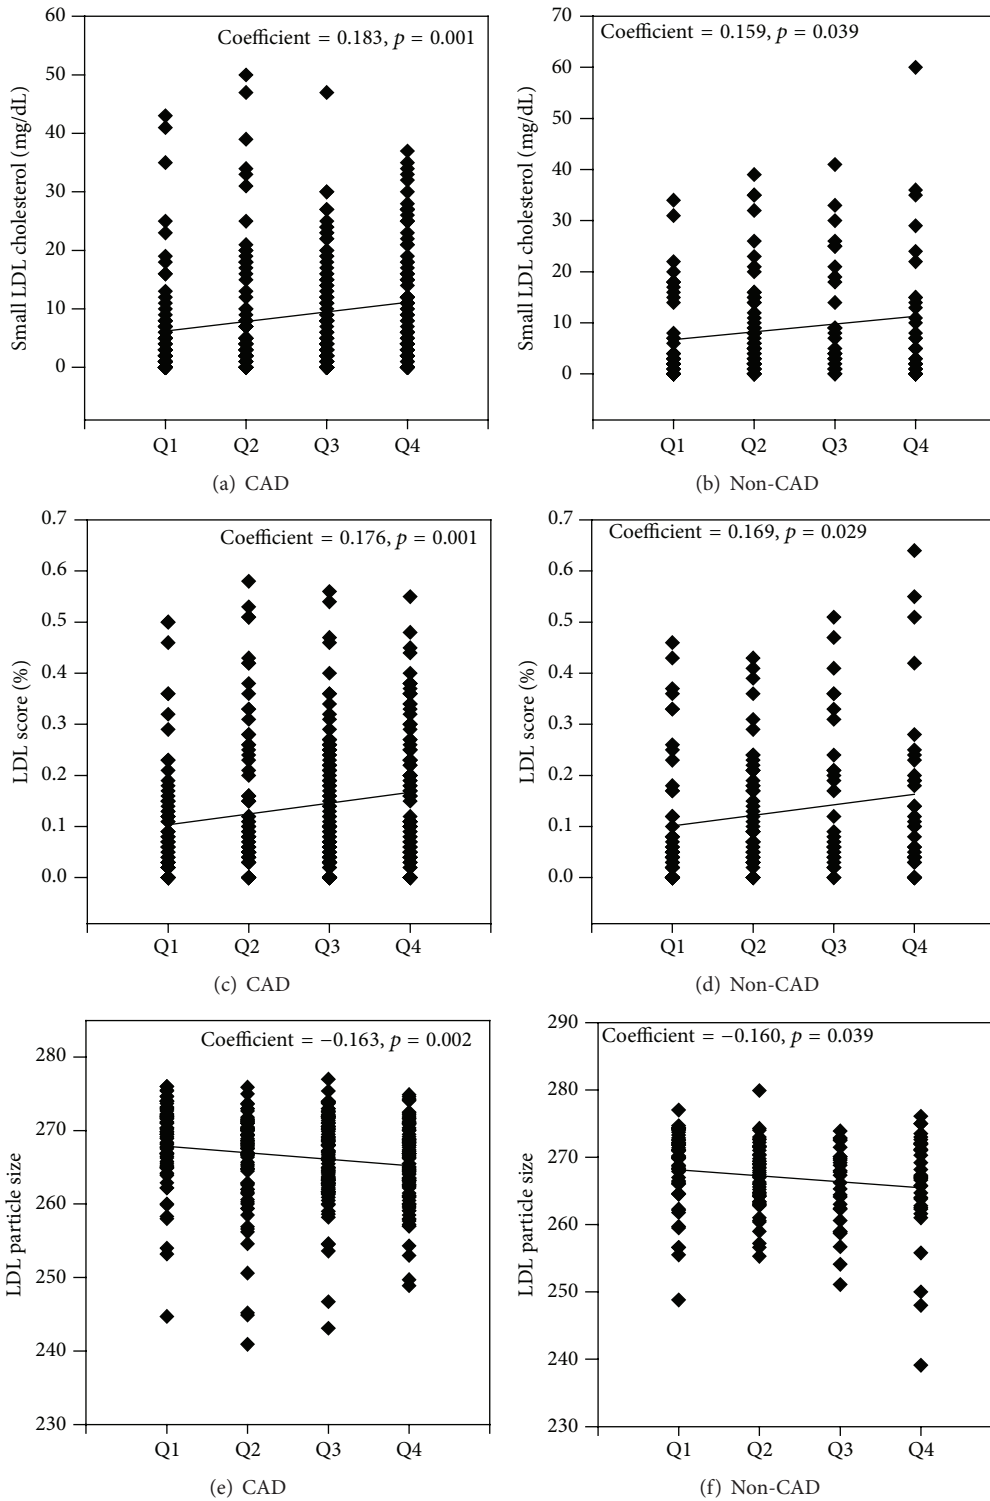 60
50
40
30
20
10
0
Small LDL cholesterol (mg/dL)
Coefficient = 0.183, p = 0.001
Q1 Q2 Q3 Q4
(a) CAD
70
60
50
40
30
20
10
0
Small LDL cholesterol (mg/dL)
Coefficient = 0.159, p = 0.039
Q1 Q2 Q3 Q4
(b) Non-CAD
0.7
0.6
0.5
0.4
0.3
0.2
0.1
0.0
LDL score (%)
Coefficient = 0.176, p = 0.001
Q1 Q2 Q3 Q4
(c) CAD
0.7
0.6
0.5
0.4
0.3
0.2
0.1
0.0
LDL score (%)
Coefficient = 0.169, p = 0.029
Q1 Q2 Q3 Q4
(d) Non-CAD
280
270
260
250
240
230
LDL particle size
Coefficient = −0.163, p = 0.002
Q1 Q2 Q3 Q4
(e) CAD
290
280
270
260
250
240
230
LDL particle size
Coefficient = −0.160, p = 0.039
Q1 Q2 Q3 Q4
(f) Non-CAD